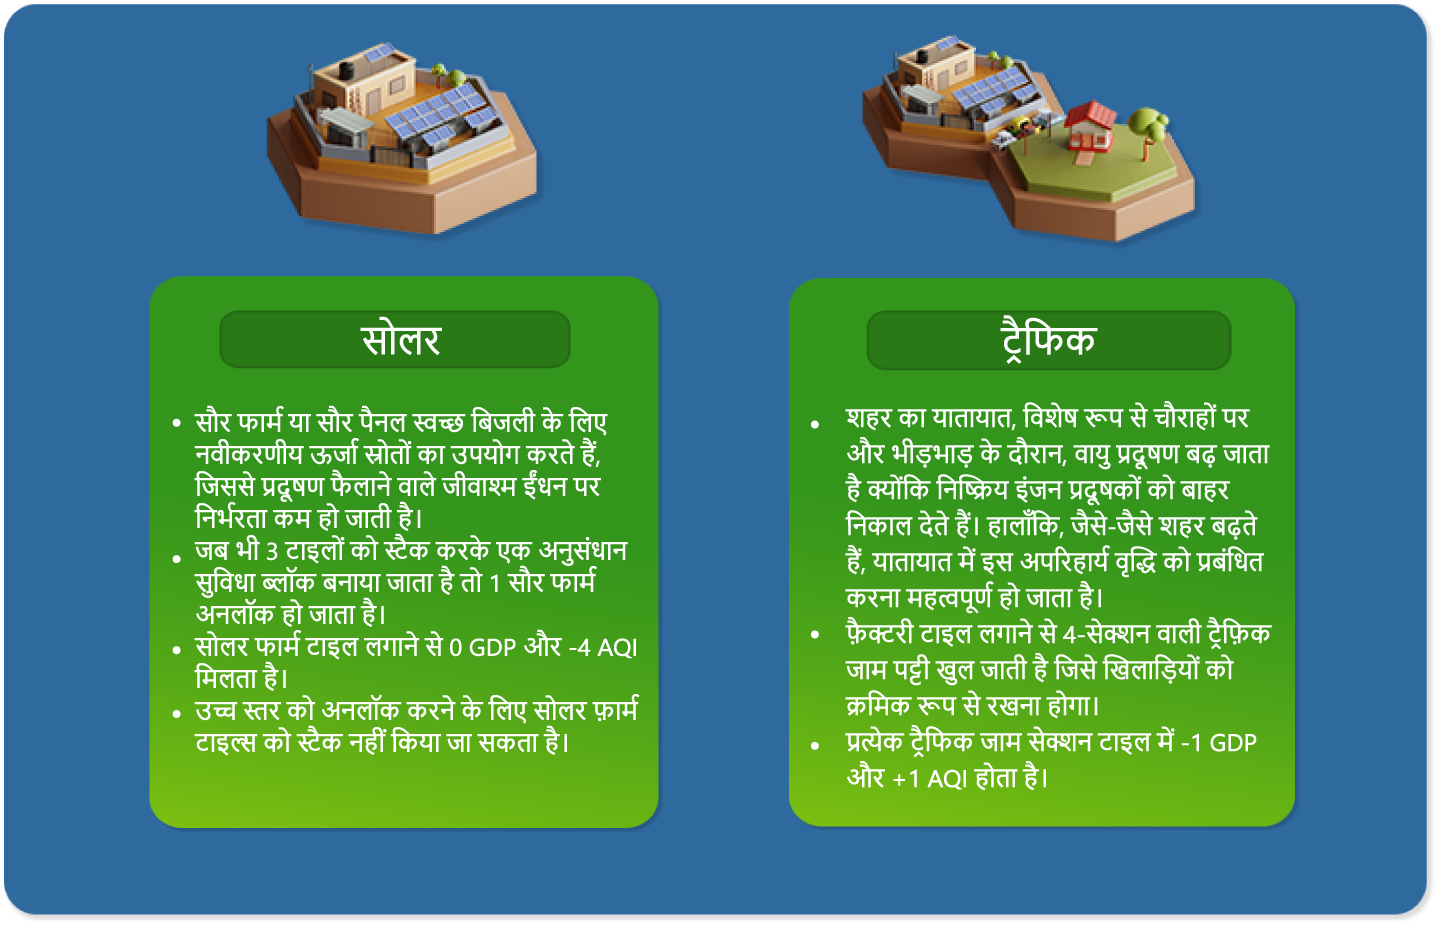 सोलर
• सौर फार्म या सौर पैनल स्वच्छ बिजली के लिए
नवीकरणीय ऊर्जा स्रोतों का उपयोग करते हैं,
जिससे प्रदूषण फैलाने वाले जीवाश्म ईंधन पर
निर्भरता कम हो जाती है।
• जब भी 3 टाइलों को स्टैक करके एक अनुसंधान
सुविधा ब्लॉक बनाया जाता है तो 1 सौर फार्म
अनलॉक हो जाता है।
• सोलर फार्म टाइल लगाने से 0 GDP और -4 AQI
मिलता है।
• उच्च स्तर को अनलॉक करने के लिए सोलर फ़ार्म
टाइल्स को स्टैक नहीं किया जा सकता है।
ट्रैफिक
• शहर का यातायात, विशेष रूप से चौराहों पर
और भीड़भाड़ के दौरान, वायु प्रदूषण बढ़ जाता
है क्योंकि निष्क्रिय इंजन प्रदूषकों को बाहर
निकाल देते हैं। हालाँकि, जैसे-जैसे शहर बढ़ते
हैं, यातायात में इस अपरिहार्य वृद्धि को प्रबंधित
करना महत्वपूर्ण हो जाता है।
• फ़ैक्टरी टाइल लगाने से 4-सेक्शन वाली ट्रैफ़िक
जाम पट्टी खुल जाती है जिसे खिलाड़ियों को
क्रमिक रूप से रखना होगा।
• प्रत्येक ट्रैफिक जाम सेक्शन टाइल में -1 GDP
और +1 AQI होता है।